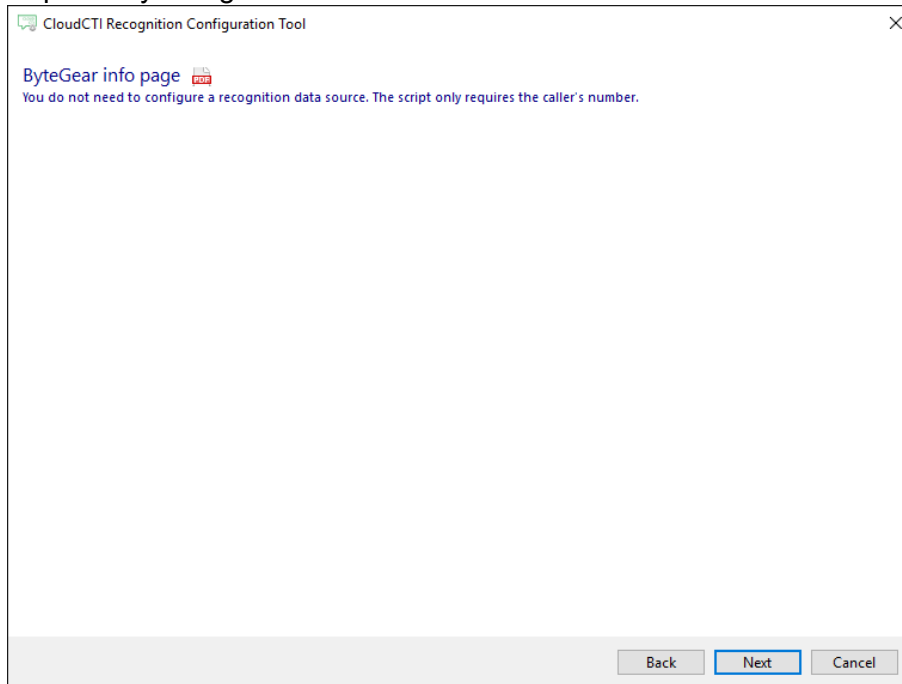 CloudCTI Recognition Configuration Tool
ByteGear info page PDF
You do not need to configure a recognition data source. The script only requires the caller's number.
Back Next Cancel